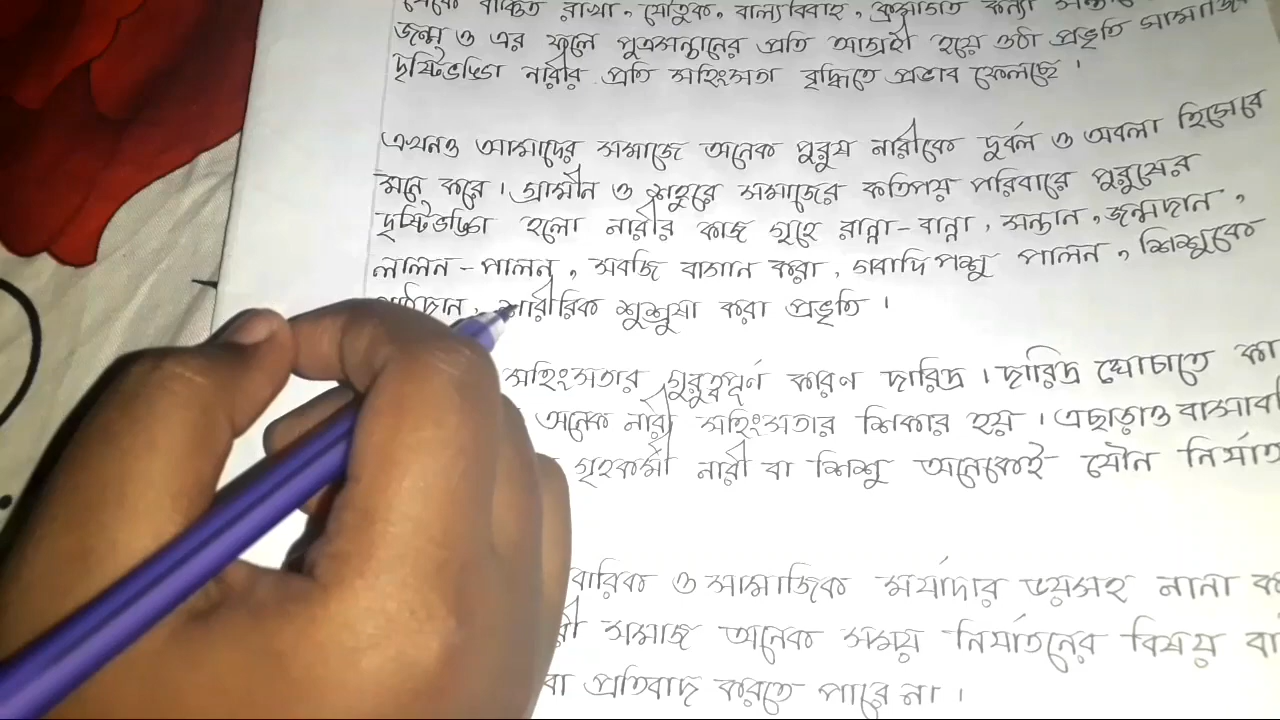 বঞ্চিত রাখা, যৌতুক, বাল্যবিবাহ, ক্রমাগত কন্যা
জন্ম ও এর ফলে পুত্রসন্তানের প্রতি আগ্রহী হয়ে ওঠা প্রভৃতি সামাজিক
দৃষ্টিভঙ্গি নারীর প্রতি সহিংসতা বৃদ্ধিতে প্রভাব ফেলছে।
এখনও আমাদের সমাজে অনেক পুরুষ নারীকে দুর্বল ও অবলা হিসেবে
মনে করে। গ্রামীন ও শহুরে সমাজের কতিপয় পরিবারে পুরুষের
দৃষ্টিভঙ্গি হলো নারীর কাজ গৃহে রান্না-বান্না, সন্তান, জন্মদান,
লালন-পালন, সবজি বাগান করা, গবাদি পশু পালন, শিশুকে
শারীরিক শুশ্রুষা করা প্রভৃতি।
সহিংসতার গুরুত্বপূর্ণ কারণ দারিদ্র। দারিদ্র ঘোচাতে কা
অনেক নারী সহিংসতার শিকার হয়। এছাড়াও বাসাবা
গৃহকর্মী নারী বা শিশু অনেকেই যৌন নির্যাত
বারিক ও সামাজিক মর্যাদার ভয়সহ নানা ক
রী সমাজ অনেক সময় নির্যাতনের বিষয় বা
বা প্রতিবাদ করতে পারে না।